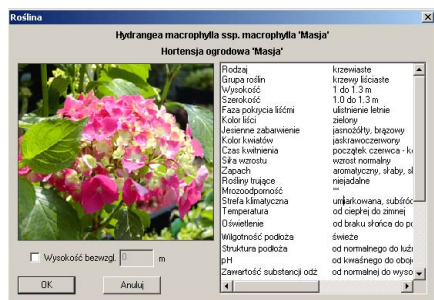 Roślina
Hydrangea macrophylla ssp. macrophylla 'Masja'
Hortensja ogrodowa 'Masja'
Rodzaj krzewiaste
Grupa roślin krzewy liściaste
Wysokość 1 do 1.3 m
Szerokość 1.0 do 1.3 m
Faza pokrycia liśćmi ulistnienie letnie
Kolor liści zielony
Jesienne zabarwienie jasnożółty, brązowy
Kolor kwiatów jaskrawoczerwony
Czas kwitnienia początek czerwca - ko
Siła wzrostu wzrost normalny
Zapach aromatyczny, słaby, sł
Rośliny trujące niejadalne
Mrozoodporność ""
Strefa klimatyczna umiarkowana, subśród
Temperatura od ciepłej do zimnej
Oświetlenie od braku słońca do po
Wilgotność podłoża świeże
Struktura podłoża od normalnego do luź
pH od kwaśnego do oboj
Zawartość substancji odż od normalnej do wyso
Wysokość bezwzgl. 0 m
OK Anuluj